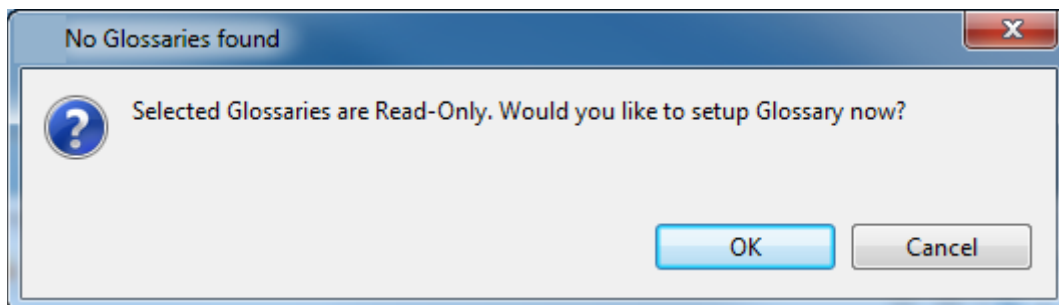 No Glossaries found
Selected Glossaries are Read-Only. Would you like to setup Glossary now?
OK
Cancel